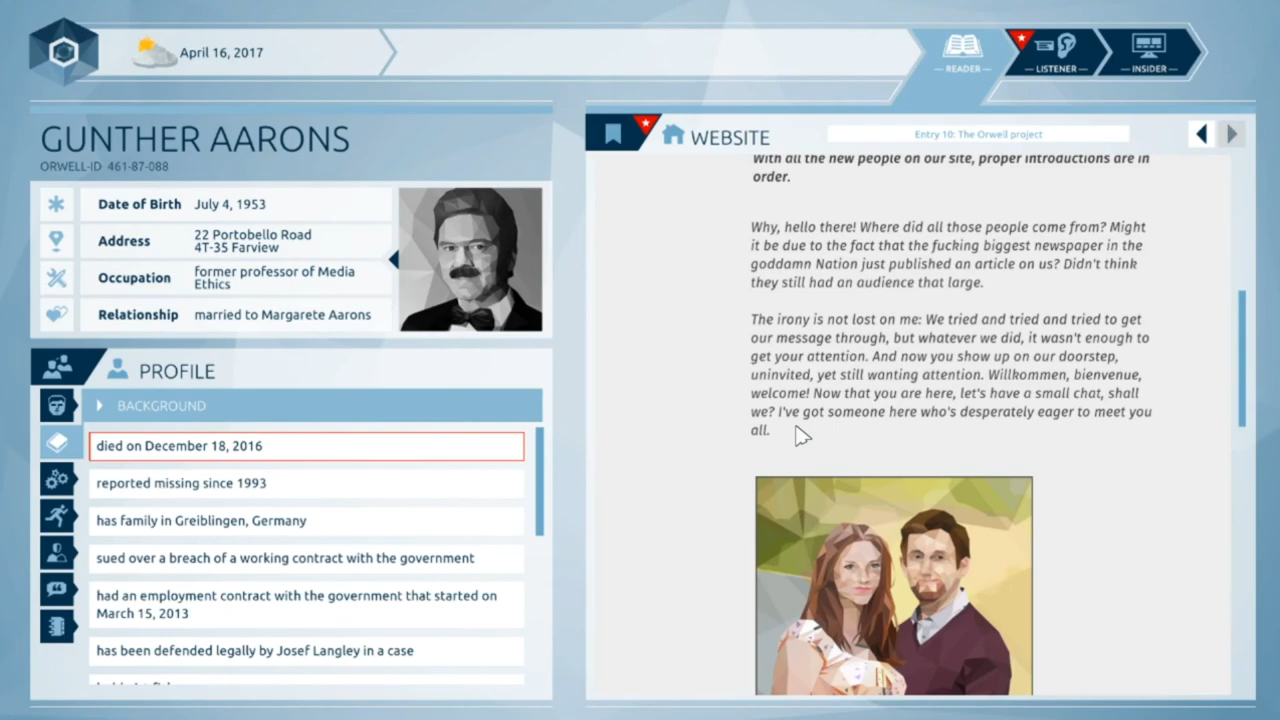 April 16, 2017
— READER —
— LISTENER —
— INSIDER —
GUNTHER AARONS
ORWELL-ID 461-87-088
Date of Birth July 4, 1953
Address 22 Portobello Road
4T-35 Farview
Occupation former professor of Media
Ethics
Relationship married to Margarete Aarons
PROFILE
BACKGROUND
died on December 18, 2016
reported missing since 1993
has family in Greiblingen, Germany
sued over a breach of a working contract with the government
had an employment contract with the government that started on
March 15, 2013
has been defended legally by Josef Langley in a case
WEBSITE
Entry 10: The Orwell project
With all the new people on our site, proper introductions are in
order.
Why, hello there! Where did all those people come from? Might
it be due to the fact that the fucking biggest newspaper in the
goddamn Nation just published an article on us? Didn't think
they still had an audience that large.
The irony is not lost on me: We tried and tried and tried to get
our message through, but whatever we did, it wasn't enough to
get your attention. And now you show up on our doorstep,
uninvited, yet still wanting attention. Willkommen, bienvenue,
welcome! Now that you are here, let's have a small chat, shall
we? I've got someone here who's desperately eager to meet you
all.